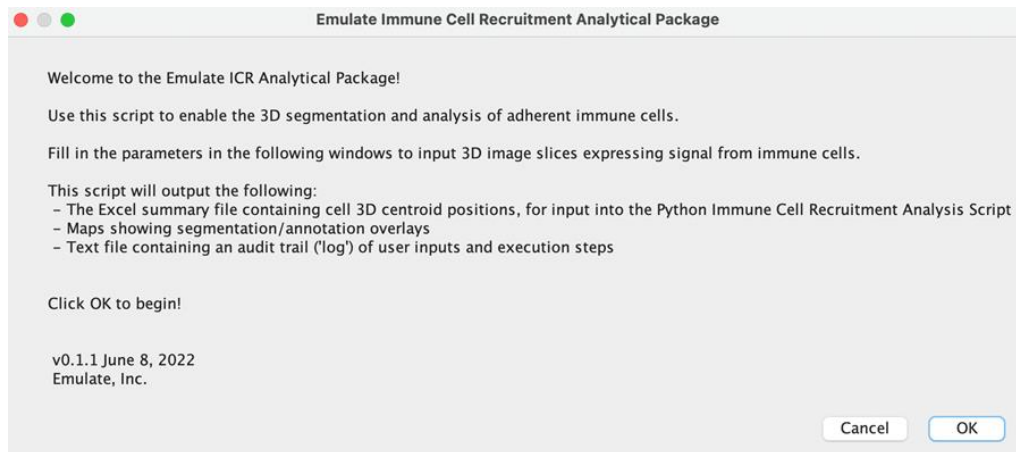 Emulate Immune Cell Recruitment Analytical Package
Welcome to the Emulate ICR Analytical Package!
Use this script to enable the 3D segmentation and analysis of adherent immune cells.
Fill in the parameters in the following windows to input 3D image slices expressing signal from immune cells.
This script will output the following:
– The Excel summary file containing cell 3D centroid positions, for input into the Python Immune Cell Recruitment Analysis Script
– Maps showing segmentation/annotation overlays
– Text file containing an audit trail ('log') of user inputs and execution steps
Click OK to begin!
v0.1.1 June 8, 2022
Emulate, Inc.
Cancel OK